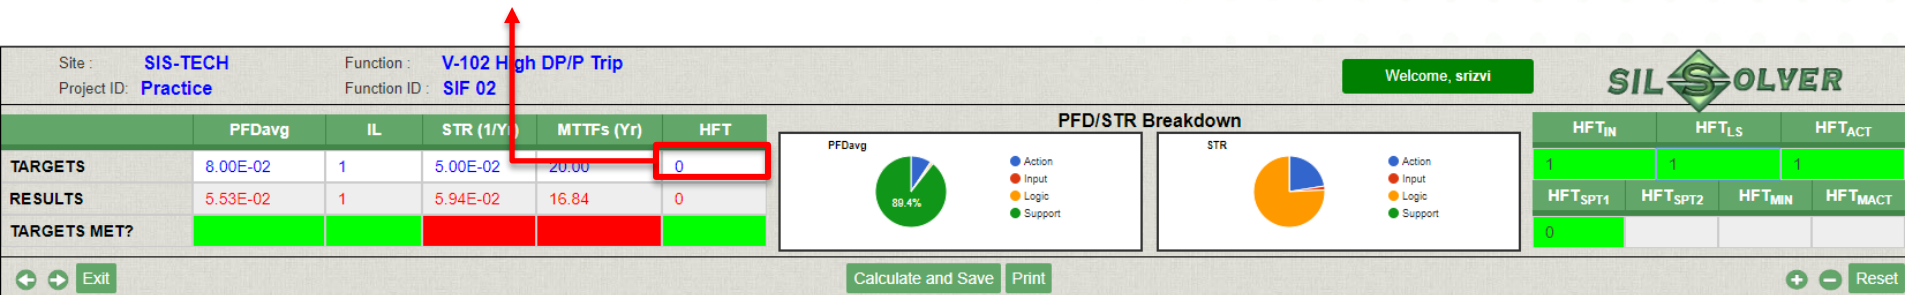 Site : SIS-TECH Function : V-102 High DP/P Trip
Project ID: Practice Function ID : SIF 02
Welcome, srizvi
SIL SOLVER
PFDavg IL STR (1/Yr) MTTFs (Yr) HFT
TARGETS 8.00E-02 1 5.00E-02 20.00 0
RESULTS 5.53E-02 1 5.94E-02 16.84 0
TARGETS MET?
PFD/STR Breakdown
PFDavg
89.4%
Action
Input
Logic
Support
STR
Action
Input
Logic
Support
HFTIN HFTLS HFTACT
1 1 1
HFTSPT1 HFTSPT2 HFTMIN HFTMACT
0
Exit Calculate and Save Print Reset